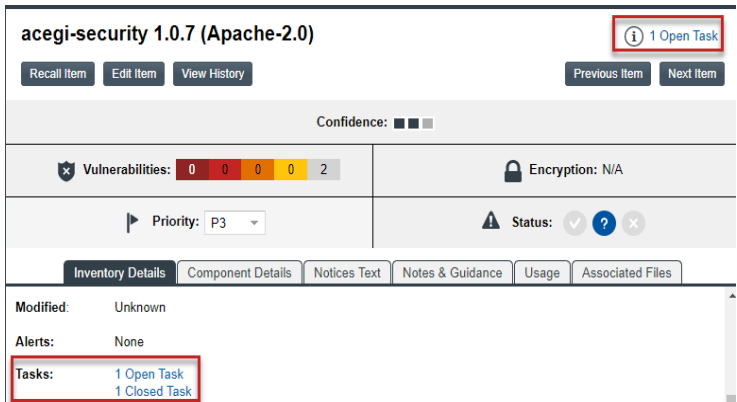 acegi-security 1.0.7 (Apache-2.0)
i 1 Open Task
Recall Item Edit Item View History Previous Item Next Item
Confidence:
Vulnerabilities: 0 0 0 0 2 Encryption: N/A
Priority: P3 Status: ?
Inventory Details Component Details Notices Text Notes & Guidance Usage Associated Files
Modified: Unknown
Alerts: None
Tasks: 1 Open Task
1 Closed Task